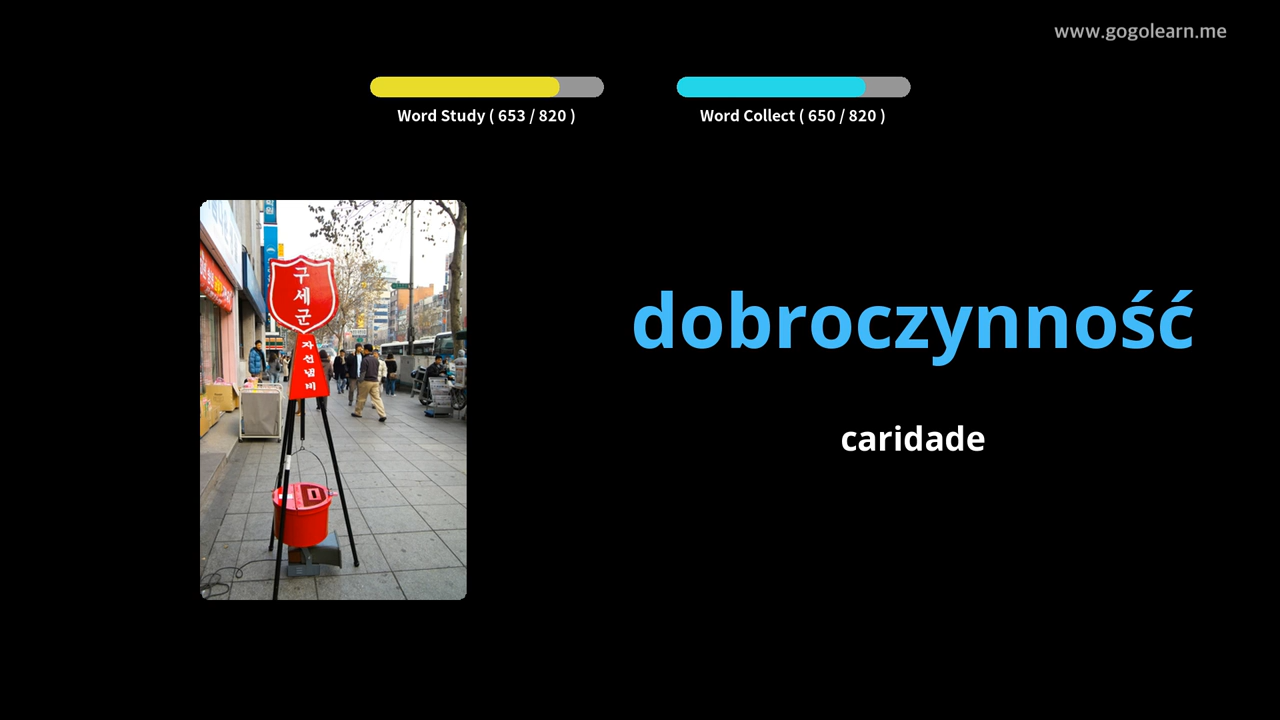 www.gogolearn.me
Word Study ( 653 / 820 )
Word Collect ( 650 / 820 )
구세군
자선냄비
dobroczynność
caridade